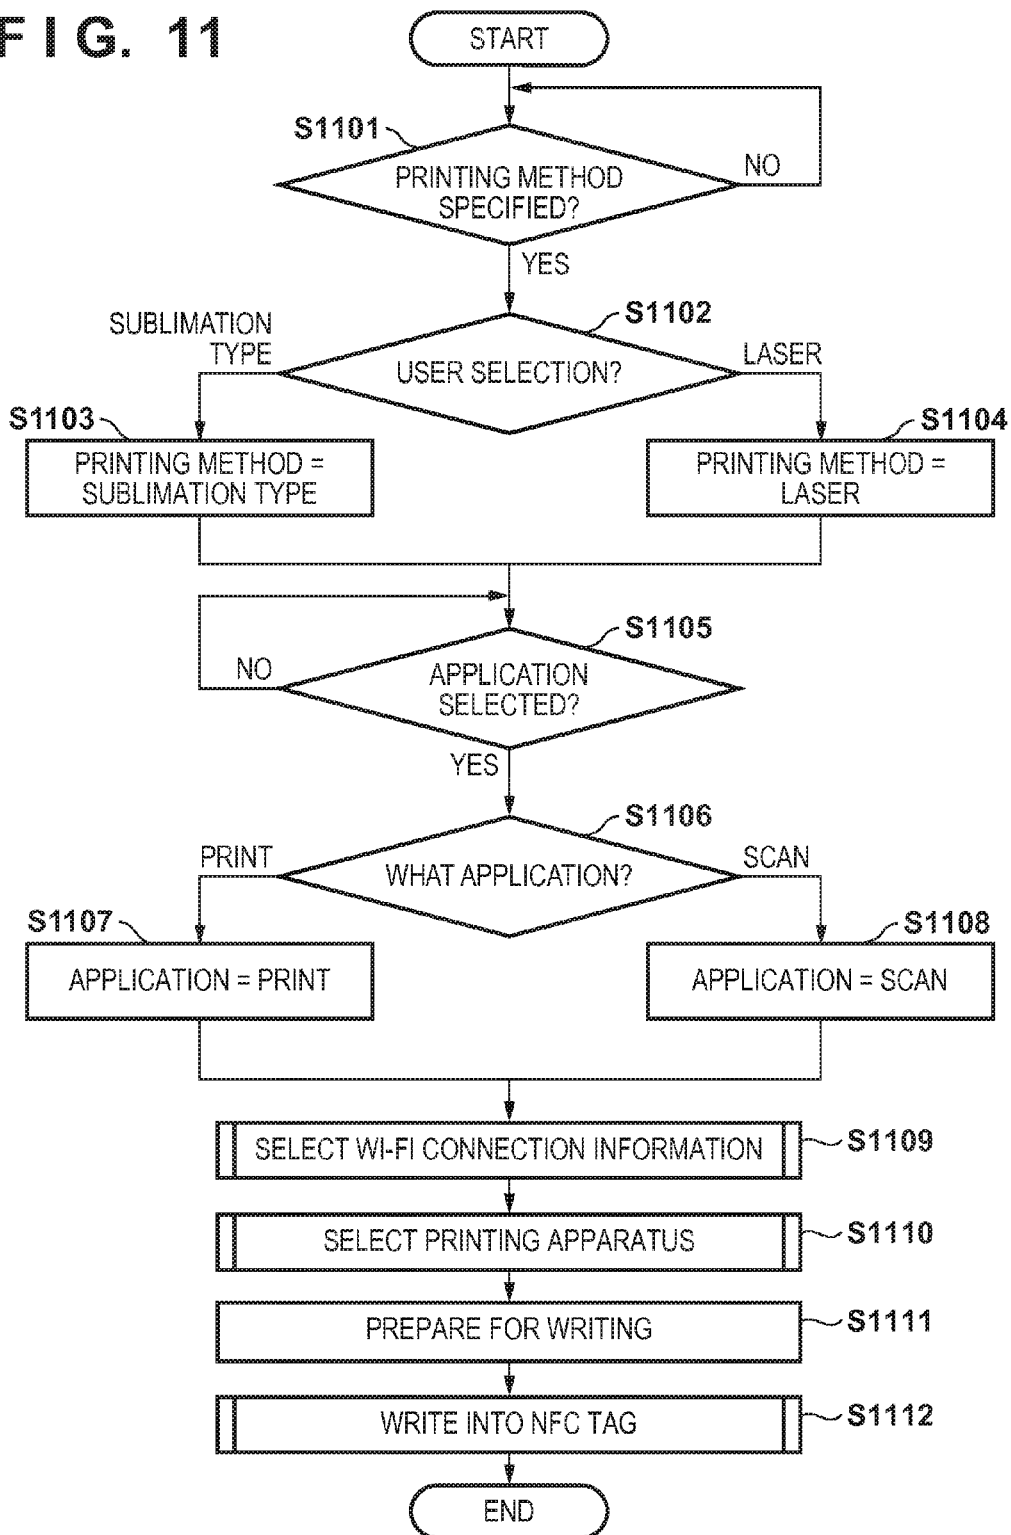 FIG. 11
START
S1101
PRINTING METHOD
SPECIFIED?
NO
YES
S1102
SUBLIMATION
TYPE
USER SELECTION?
LASER
S1103
PRINTING METHOD =
SUBLIMATION TYPE
S1104
PRINTING METHOD =
LASER
S1105
NO
APPLICATION
SELECTED?
YES
S1106
PRINT
WHAT APPLICATION?
SCAN
S1107
APPLICATION = PRINT
S1108
APPLICATION = SCAN
SELECT WI-FI CONNECTION INFORMATION
S1109
SELECT PRINTING APPARATUS
S1110
PREPARE FOR WRITING
S1111
WRITE INTO NFC TAG
S1112
END